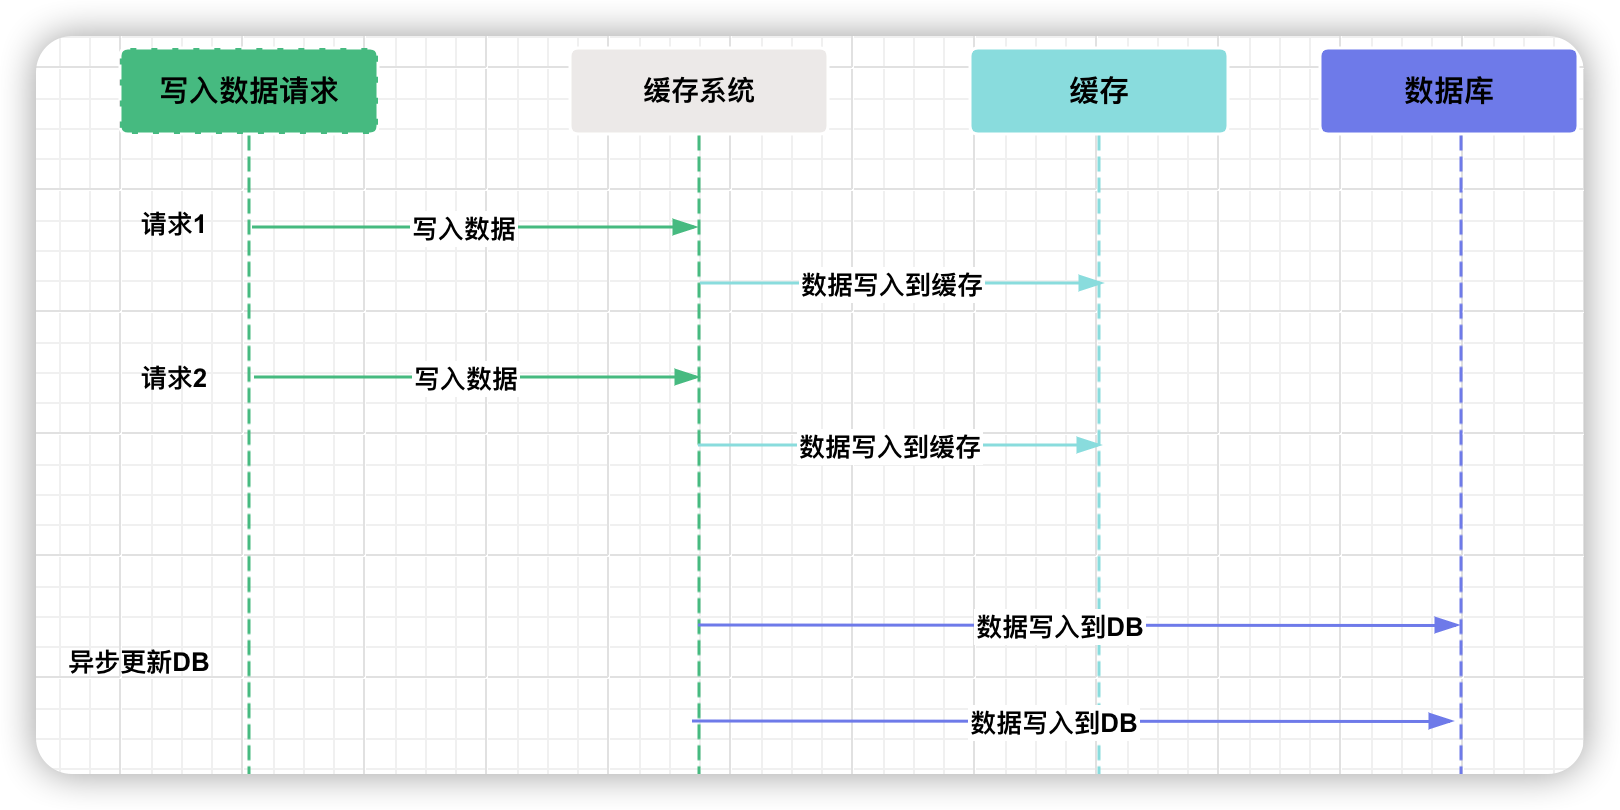 写入数据请求
缓存系统
缓存
数据库
请求1
写入数据
数据写入到缓存
请求2
写入数据
数据写入到缓存
数据写入到DB
异步更新DB
数据写入到DB